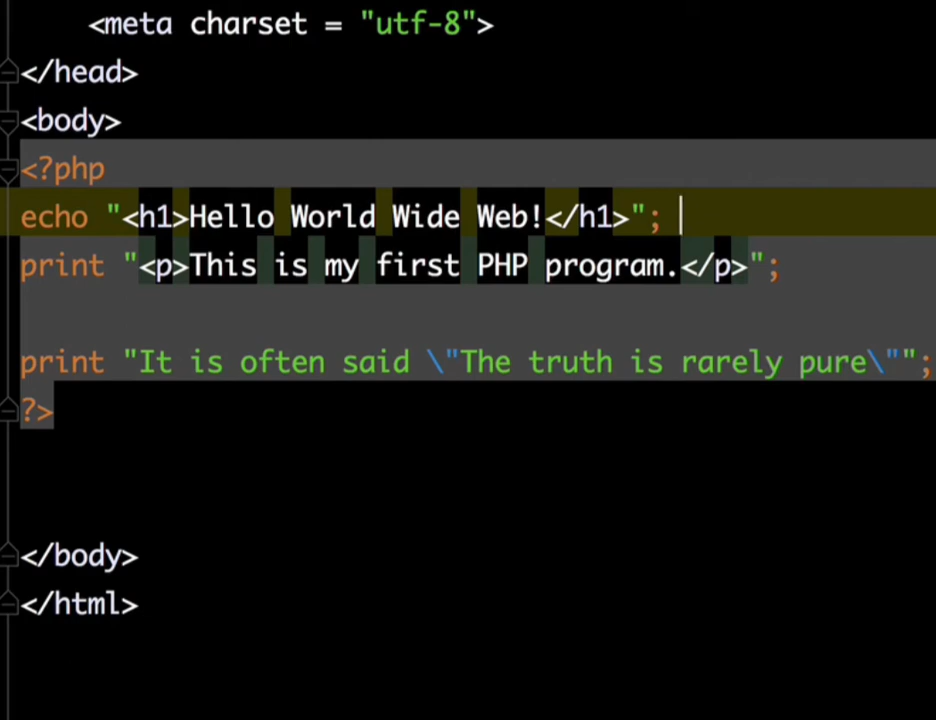 <meta charset = "utf-8">
</head>
<body>
<?php
echo "<h1>Hello World Wide Web!</h1>";
print "<p>This is my first PHP program.</p>";
print "It is often said \"The truth is rarely pure\"";
?>
</body>
</html>